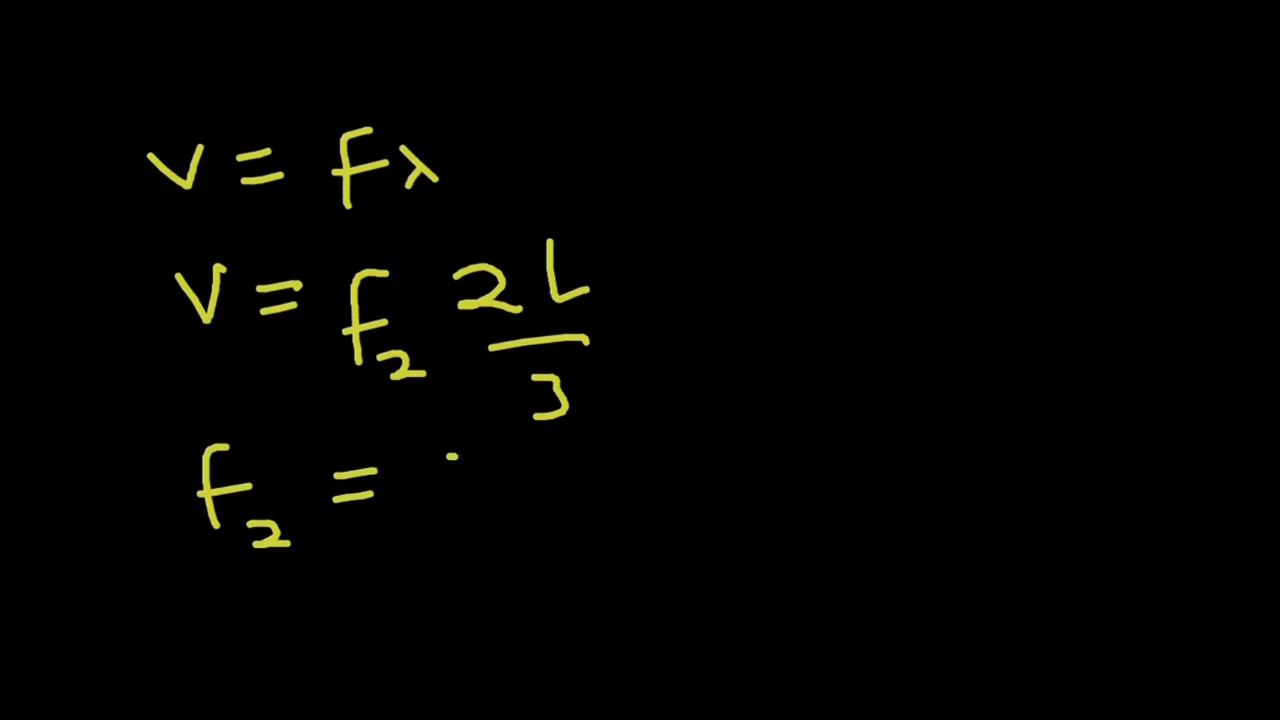 v = fλ
v = f₂ 2L/3
f₂ =